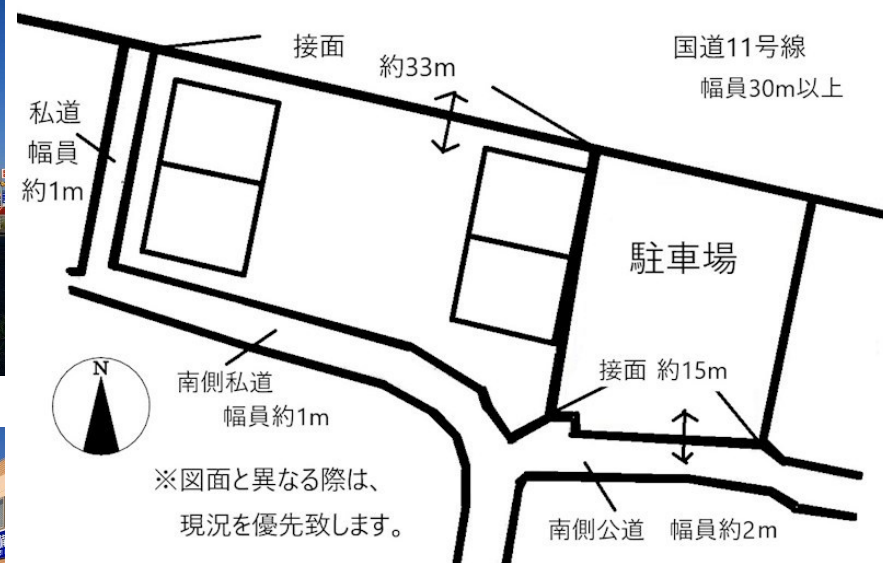 接面
約33m
国道11号線
幅員30m以上
私道
幅員
約1m
駐車場
接面 約15m
南側私道
幅員約1m
N
※図面と異なる際は、
現況を優先致します。
南側公道 幅員約2m